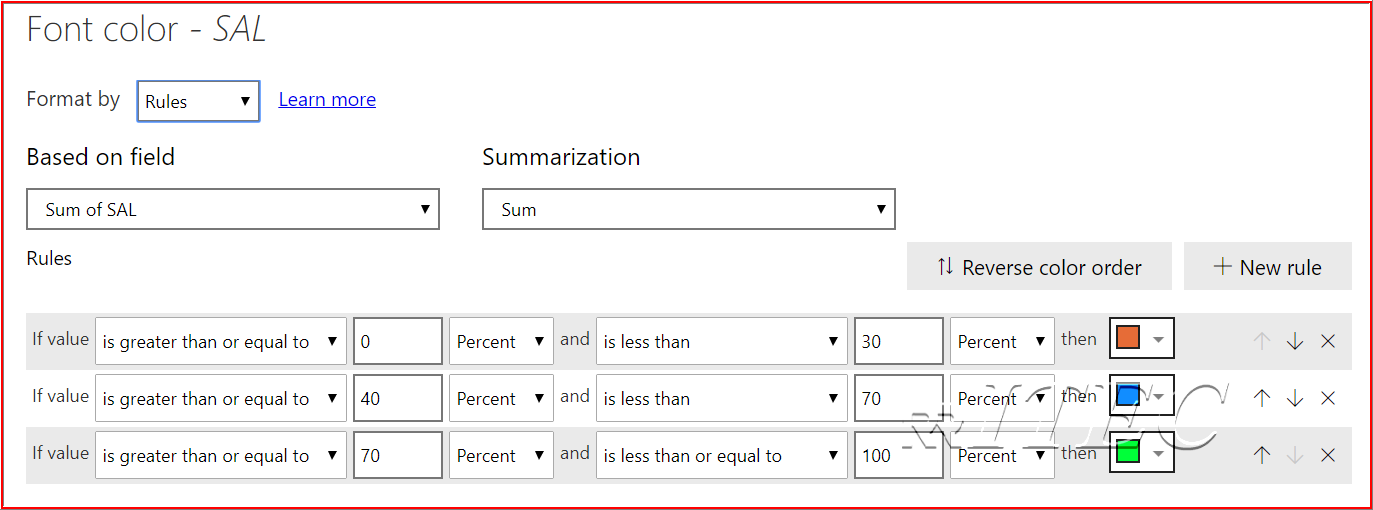 Font color - SAL
Format by Rules Learn more
Based on field Summarization
Sum of SAL Sum
Rules Reverse color order New rule
If value is greater than or equal to 0 Percent and is less than 30 Percent then
If value is greater than or equal to 40 Percent and is less than 70 Percent then
If value is greater than or equal to 70 Percent and is less than or equal to 100 Percent then